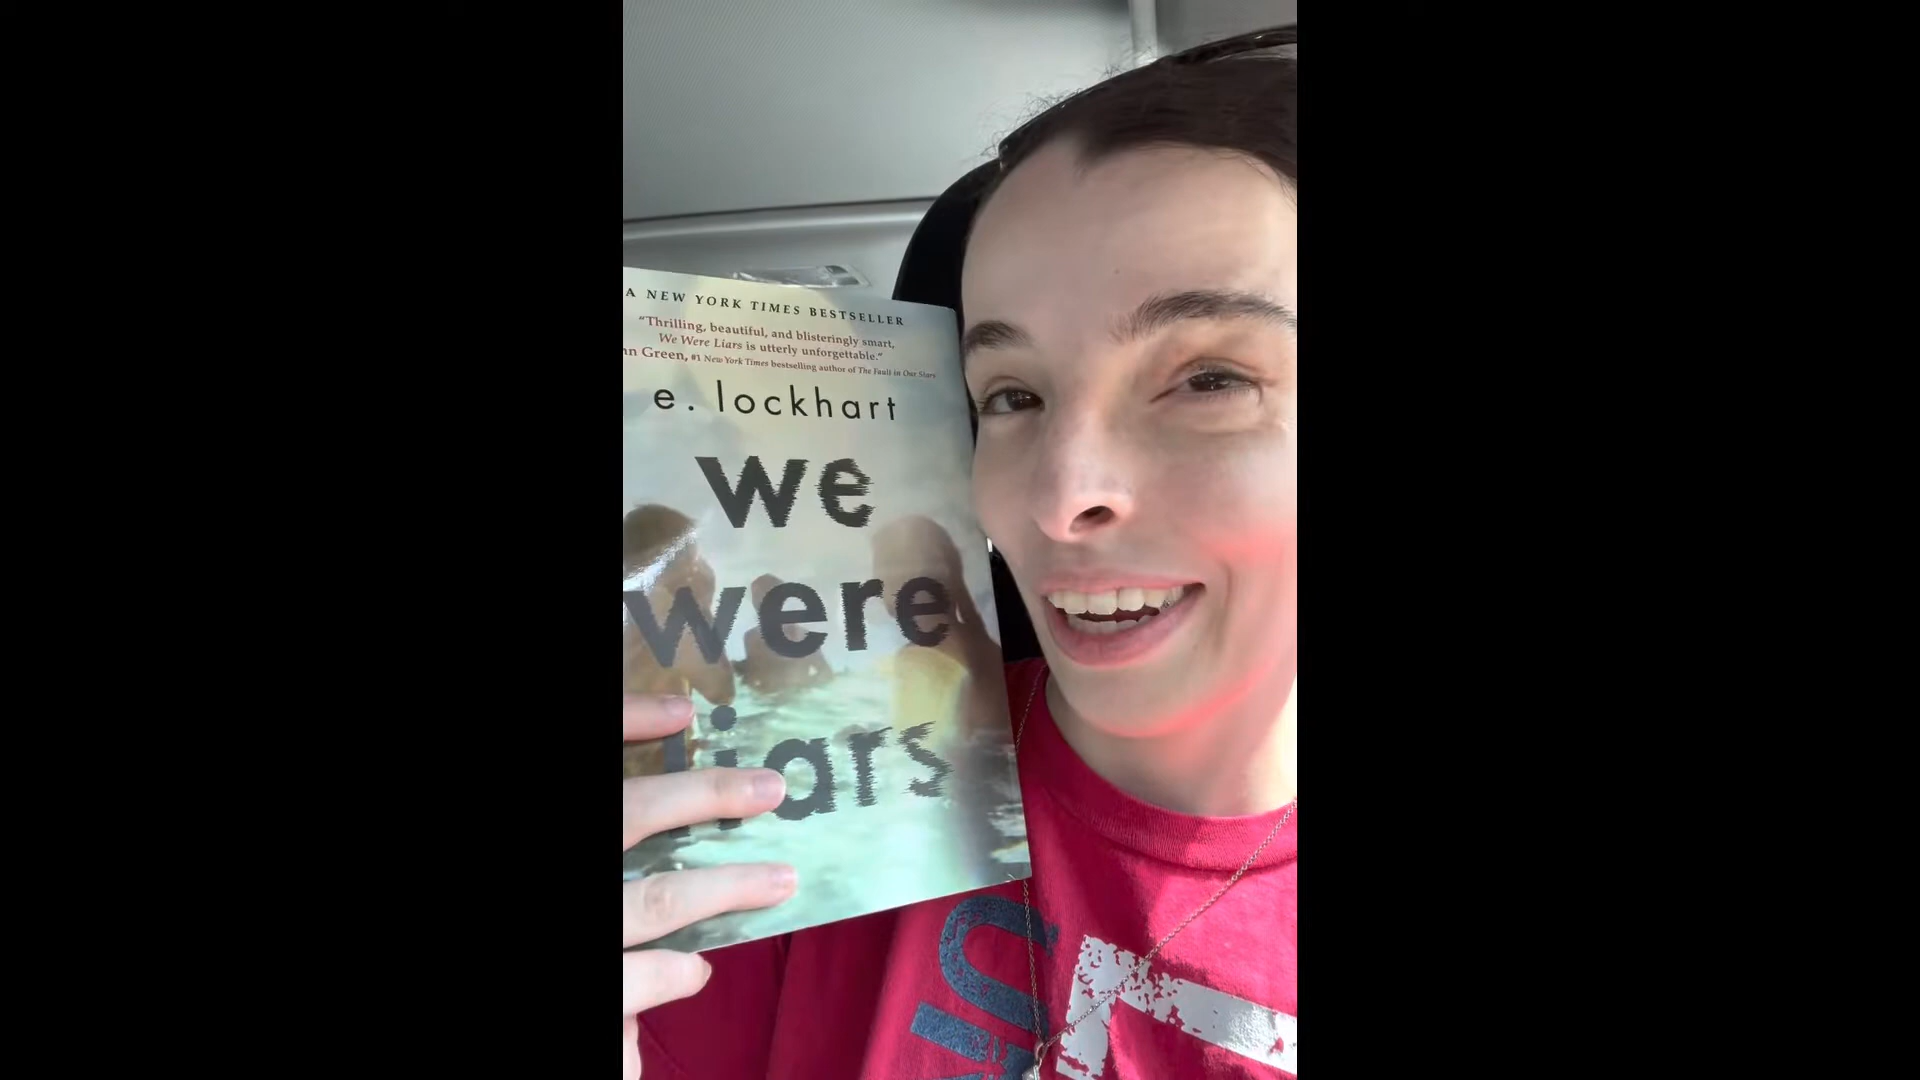 A NEW YORK TIMES BESTSELLER
“Thrilling, beautiful, and blisteringly smart,
We Were Liars is utterly unforgettable.”
Green, #1 New York Times bestselling author of The Fault in Our Stars
e. lockhart
we
were
liars